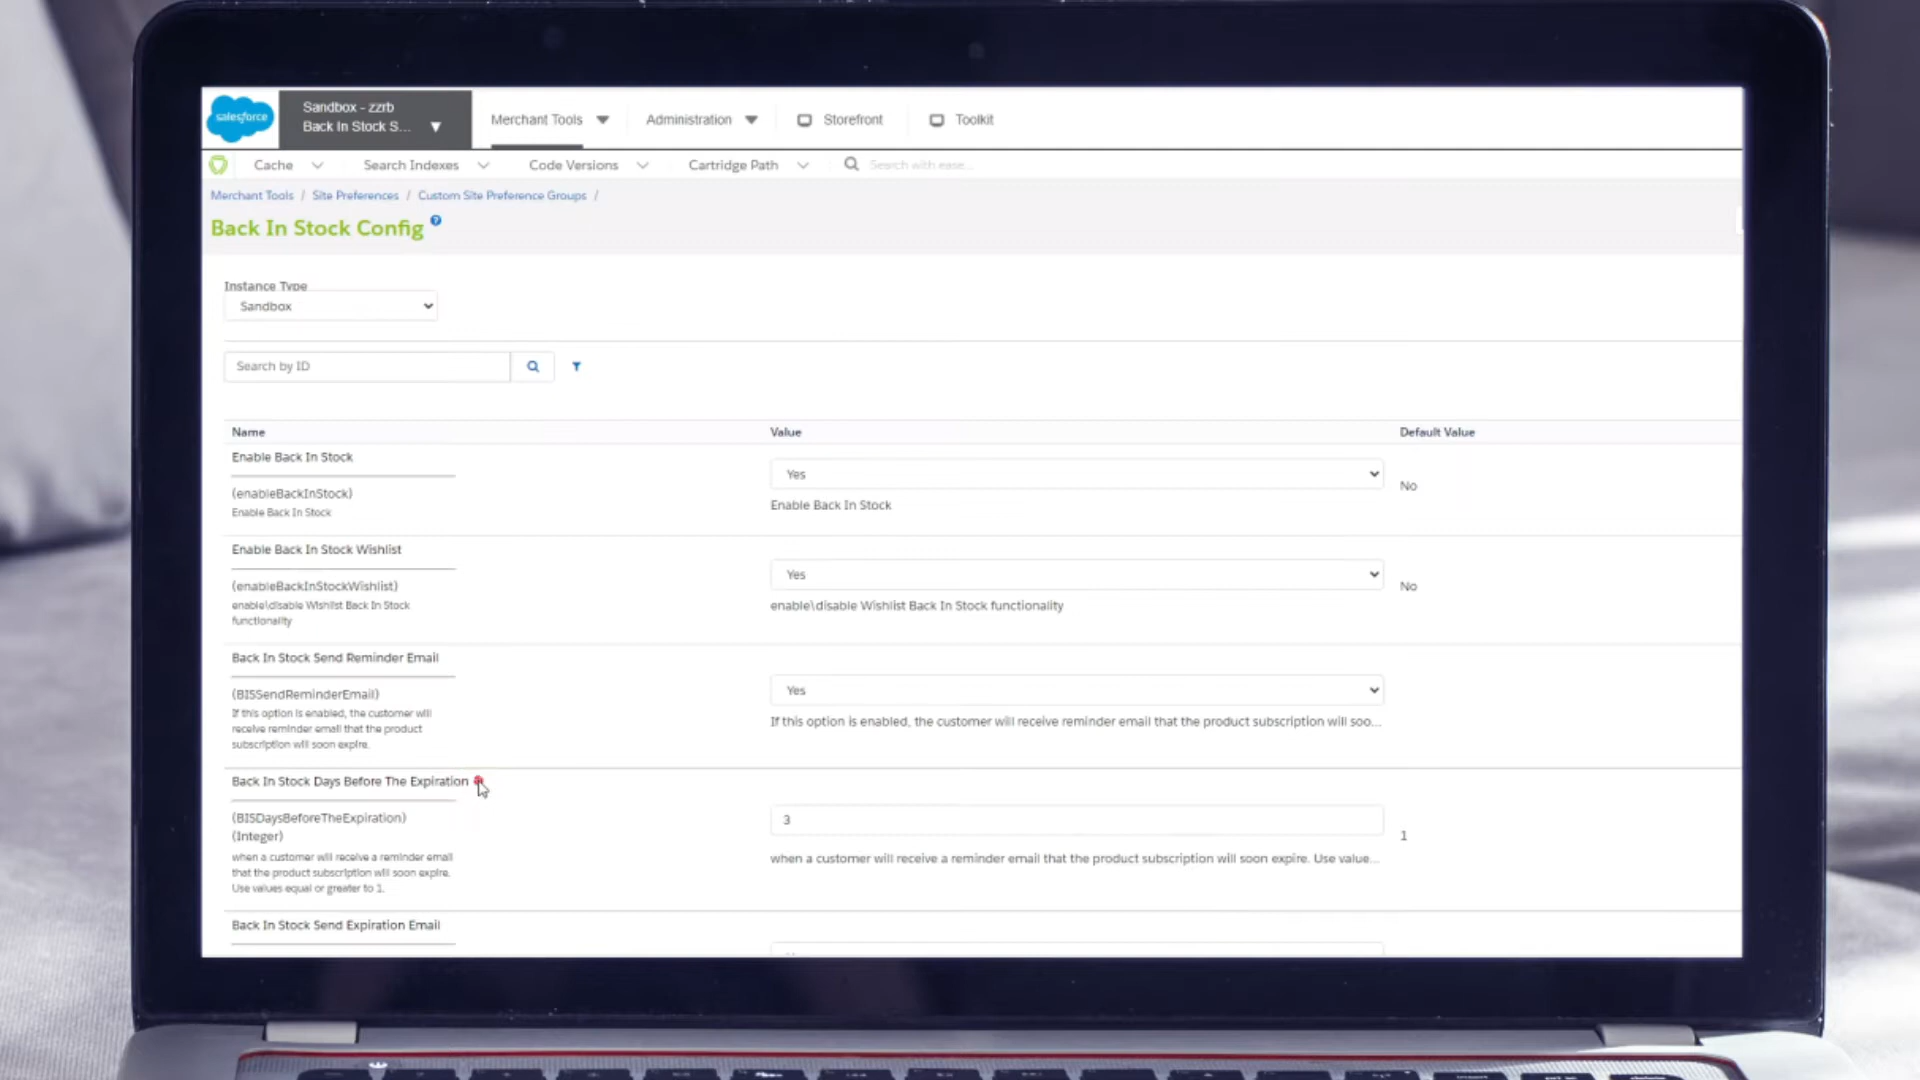 salesforce
Sandbox - zzrb
Back In Stock S...
Merchant Tools
Administration
Storefront
Toolkit
Cache
Search Indexes
Code Versions
Cartridge Path
Search with ease...
Merchant Tools / Site Preferences / Custom Site Preference Groups /
Back In Stock Config ?
Instance Type
Sandbox
Search by ID
Name
Value
Default Value
Enable Back In Stock
(enableBackInStock)
Enable Back In Stock
Yes
Enable Back In Stock
No
Enable Back In Stock Wishlist
(enableBackInStockWishlist)
enable\disable Wishlist Back In Stock
functionality
Yes
enable\disable Wishlist Back In Stock functionality
No
Back In Stock Send Reminder Email
(BISSendReminderEmail)
If this option is enabled, the customer will
receive reminder email that the product
subscription will soon expire.
Yes
If this option is enabled, the customer will receive reminder email that the product subscription will soo...
Back In Stock Days Before The Expiration
(BISDaysBeforeTheExpiration)
(Integer)
when a customer will receive a reminder email
that the product subscription will soon expire.
Use values equal or greater to 1.
3
when a customer will receive a reminder email that the product subscription will soon expire. Use value...
1
Back In Stock Send Expiration Email